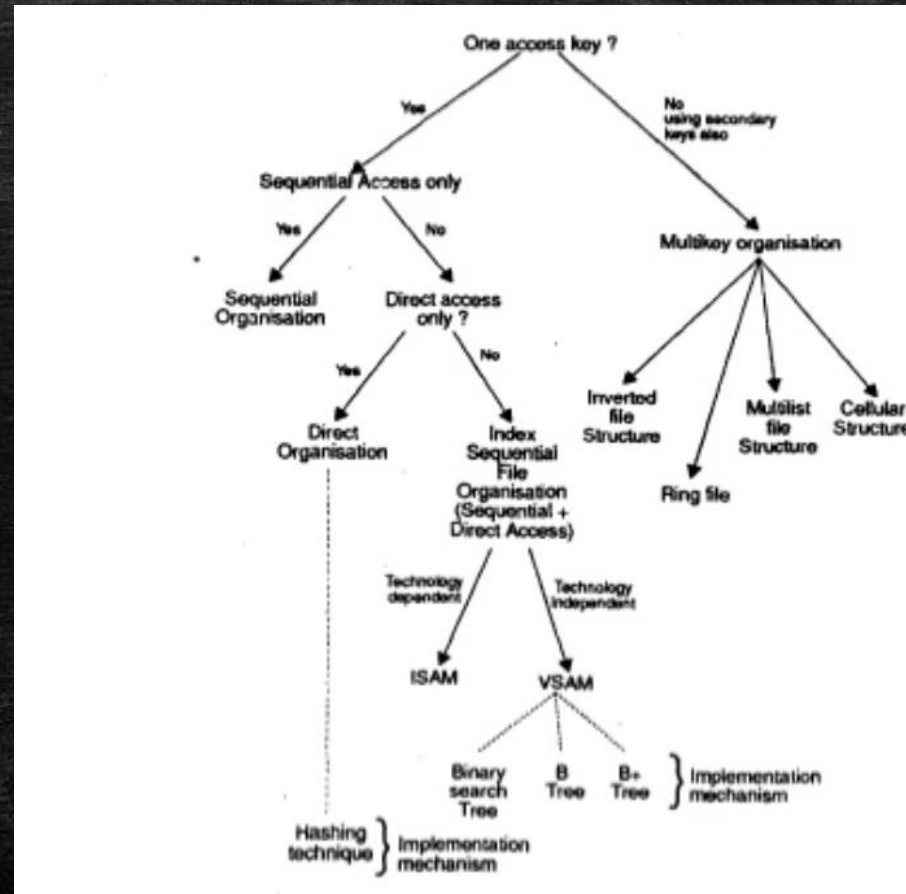 One access key ?
Yes
No
using secondary
keys also
Sequential Access only
Yes
No
Multikey organisation
Sequential
Organisation
Direct access
only ?
Yes
No
Inverted
file
Structure
Multilist
file
Structure
Cellular
Structure
Direct
Organisation
Index
Sequential
File
Organisation
(Sequential +
Direct Access)
Ring file
Technology
dependent
Technology
independent
ISAM
VSAM
Binary
search
Tree
B
Tree
B+
Tree
Implementation
mechanism
Hashing
technique
Implementation
mechanism